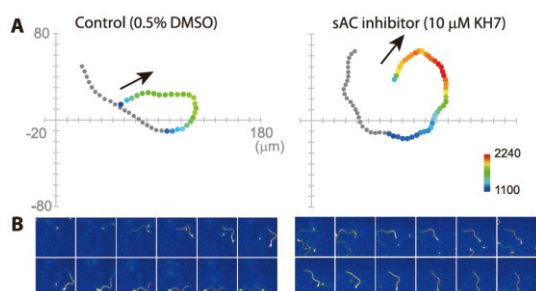 A
Control (0.5% DMSO)
sAC inhibitor (10 μM KH7)
80
-20
180
(μm)
-80
2240
1100
B